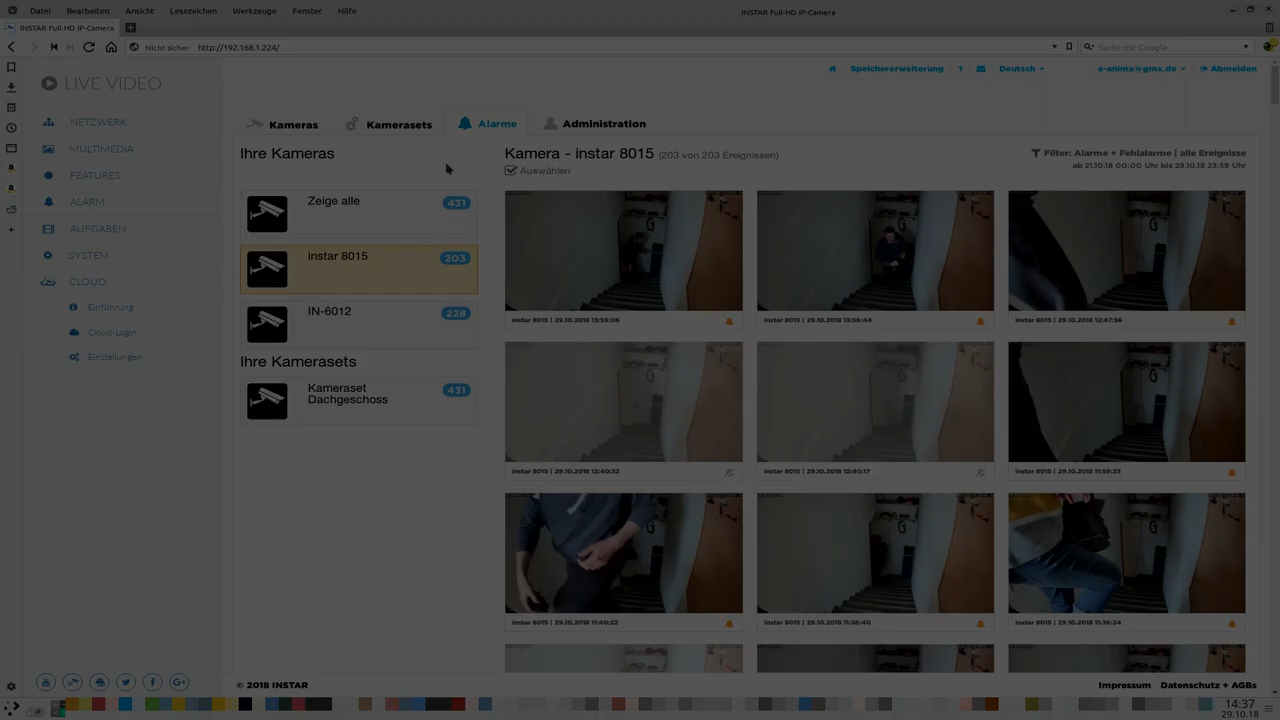 Datei Bearbeiten Ansicht Lesezeichen Werkzeuge Fenster Hilfe
INSTAR Full-HD IP-Camera
INSTAR Full-HD IP-Camera
Nicht sicher http://192.168.1.224/
Suche mit Google
LIVE VIDEO
NETZWERK
MULTIMEDIA
FEATURES
ALARM
AUFGABEN
SYSTEM
CLOUD
Einführung
Cloud-Login
Einstellungen
Speichererweiterung ? Deutsch e-anima@gmx.de Abmelden
Kameras Kamerasets Alarme Administration
Ihre Kameras
Zeige alle 431
instar 8015 203
IN-6012 228
Ihre Kamerasets
Kameraset 431
Dachgeschoss
Kamera - instar 8015 (203 von 203 Ereignissen)
Auswählen
Filter: Alarme + Fehlalarme | alle Ereignisse
ab 21.10.18 00:00 Uhr bis 29.10.18 23:59 Uhr
instar 8015 | 29.10.2018 13:59:06
instar 8015 | 29.10.2018 13:56:44
instar 8015 | 29.10.2018 12:47:56
instar 8015 | 29.10.2018 12:40:32
instar 8015 | 29.10.2018 12:40:17
instar 8015 | 29.10.2018 11:59:33
instar 8015 | 29.10.2018 11:40:22
instar 8015 | 29.10.2018 11:36:40
instar 8015 | 29.10.2018 11:36:24
© 2018 INSTAR
Impressum Datenschutz + AGBs
14:37
29.10.18